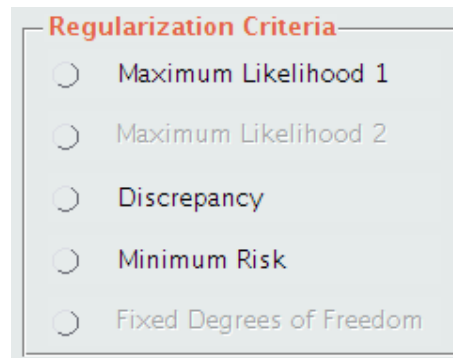 Regularization Criteria
Maximum Likelihood 1
Maximum Likelihood 2
Discrepancy
Minimum Risk
Fixed Degrees of Freedom